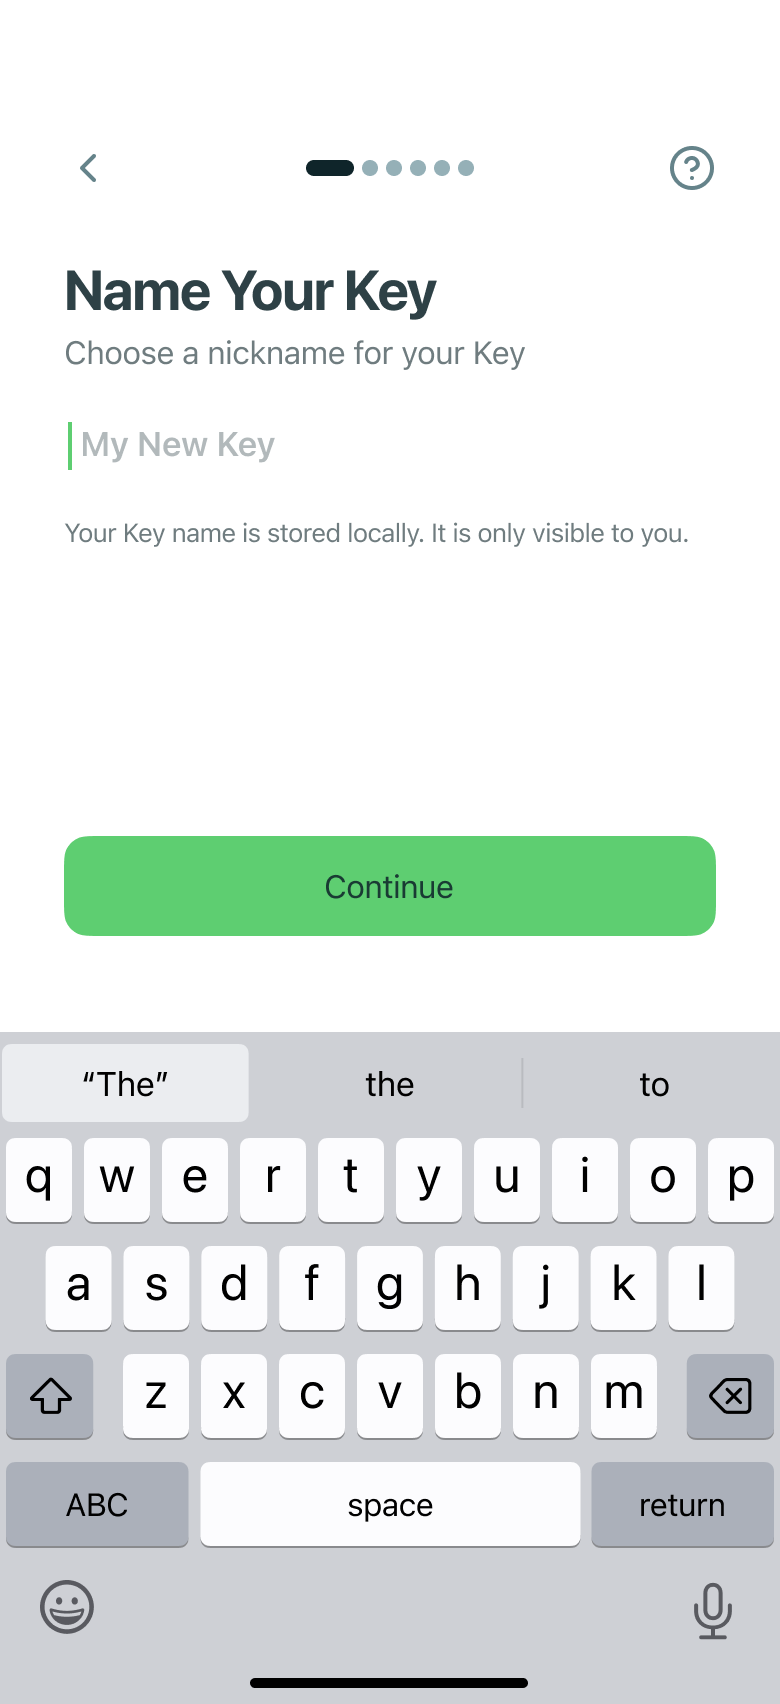 Name Your Key
Choose a nickname for your Key
My New Key
Your Key name is stored locally. It is only visible to you.
Continue
“The” the to
q w e r t y u i o p
a s d f g h j k l
z x c v b n m
ABC space return